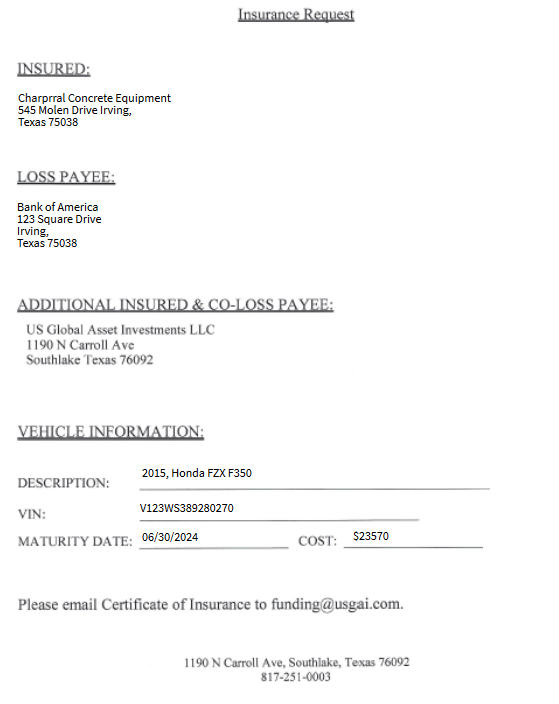 Insurance Request
INSURED:
Charprral Concrete Equipment
545 Molen Drive Irving,
Texas 75038
LOSS PAYEE:
Bank of America
123 Square Drive
Irving,
Texas 75038
ADDITIONAL INSURED & CO-LOSS PAYEE:
US Global Asset Investments LLC
1190 N Carroll Ave
Southlake Texas 76092
VEHICLE INFORMATION:
DESCRIPTION: 2015, Honda FZX F350
VIN: V123WS389280270
MATURITY DATE: 06/30/2024 COST: $23570
Please email Certificate of Insurance to funding@usgai.com.
1190 N Carroll Ave, Southlake, Texas 76092
817-251-0003